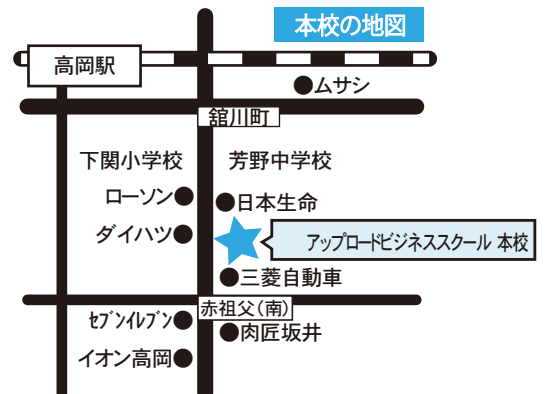 本校の地図
高岡駅
ムサシ
舘川町
下関小学校
芳野中学校
ローソン
日本生命
ダイハツ
アップロードビジネススクール 本校
三菱自動車
赤祖父(南)
セブンイレブン
肉匠坂井
イオン高岡